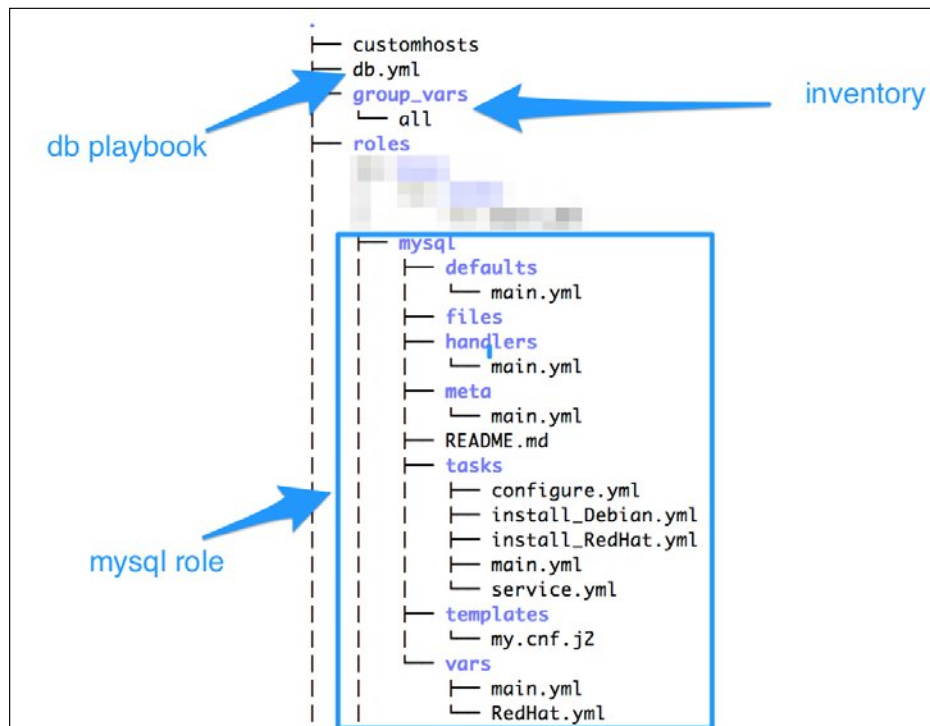 .
├── customhosts
├── db.yml
├── group_vars
│   └── all
├── roles
│   ├── mysql
│   │   ├── defaults
│   │   │   └── main.yml
│   │   ├── files
│   │   ├── handlers
│   │   │   └── main.yml
│   │   ├── meta
│   │   │   └── main.yml
│   │   ├── README.md
│   │   ├── tasks
│   │   │   ├── configure.yml
│   │   │   ├── install_Debian.yml
│   │   │   ├── install_RedHat.yml
│   │   │   ├── main.yml
│   │   │   └── service.yml
│   │   ├── templates
│   │   │   └── my.cnf.j2
│   │   └── vars
│   │       ├── main.yml
│   │       └── RedHat.yml
inventory
db playbook
mysql role